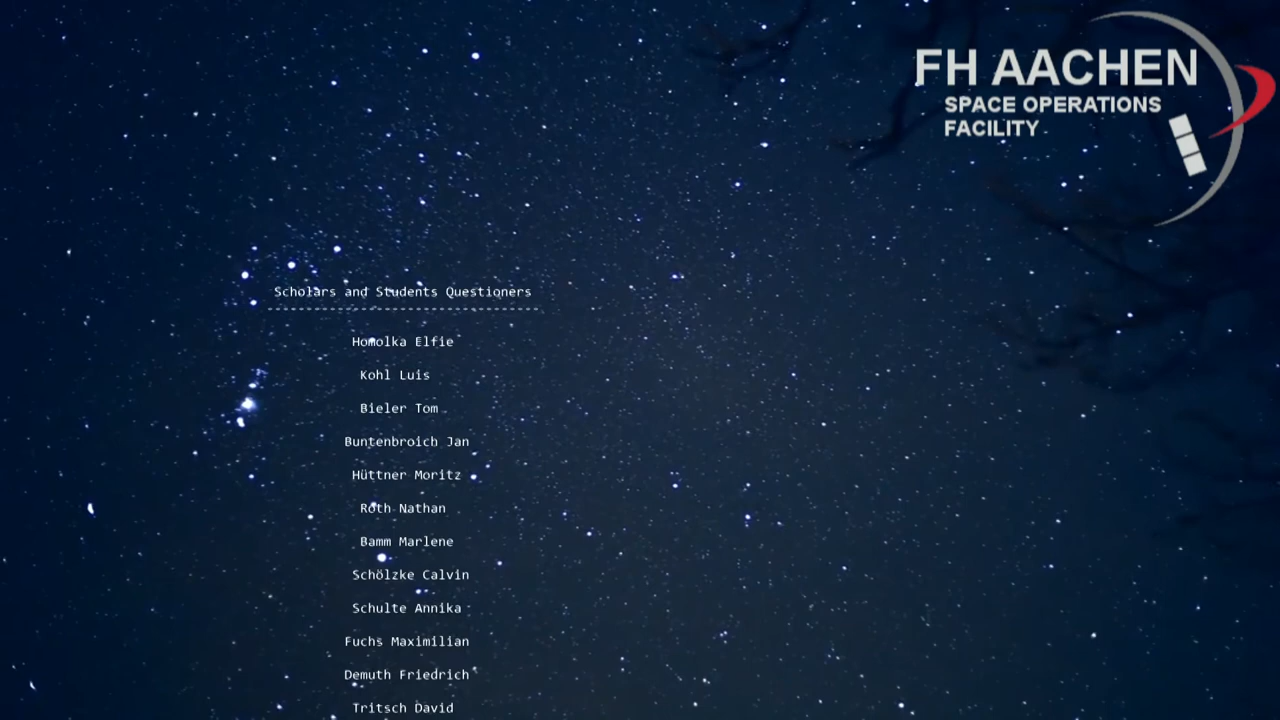 FH AACHEN
SPACE OPERATIONS
FACILITY
Scholars and Students Questioners
----------------------------------
Homolka Elfie
Kohl Luis
Bieler Tom
Buntenbroich Jan
Hüttner Moritz
Roth Nathan
Bamm Marlene
Schölzke Calvin
Schulte Annika
Fuchs Maximilian
Demuth Friedrich
Tritsch David